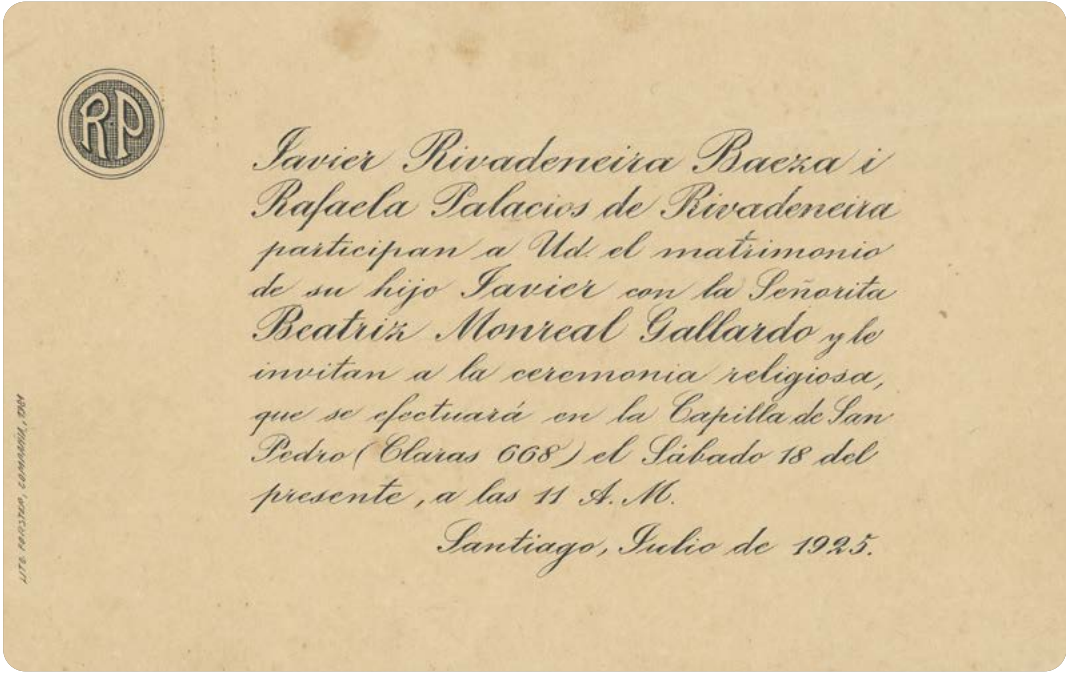 RP
Javier Rivadeneira Baeza i
Rafaela Palacios de Rivadeneira
participan a Ud. el matrimonio
de su hijo Javier con la Señorita
Beatriz Monreal Gallardo y le
invitan a la ceremonia religiosa,
que se efectuará en la Capilla de San
Pedro (Claras 668) el Sábado 18 del
presente, a las 11 A. M.
Santiago, Julio de 1925.
LITO